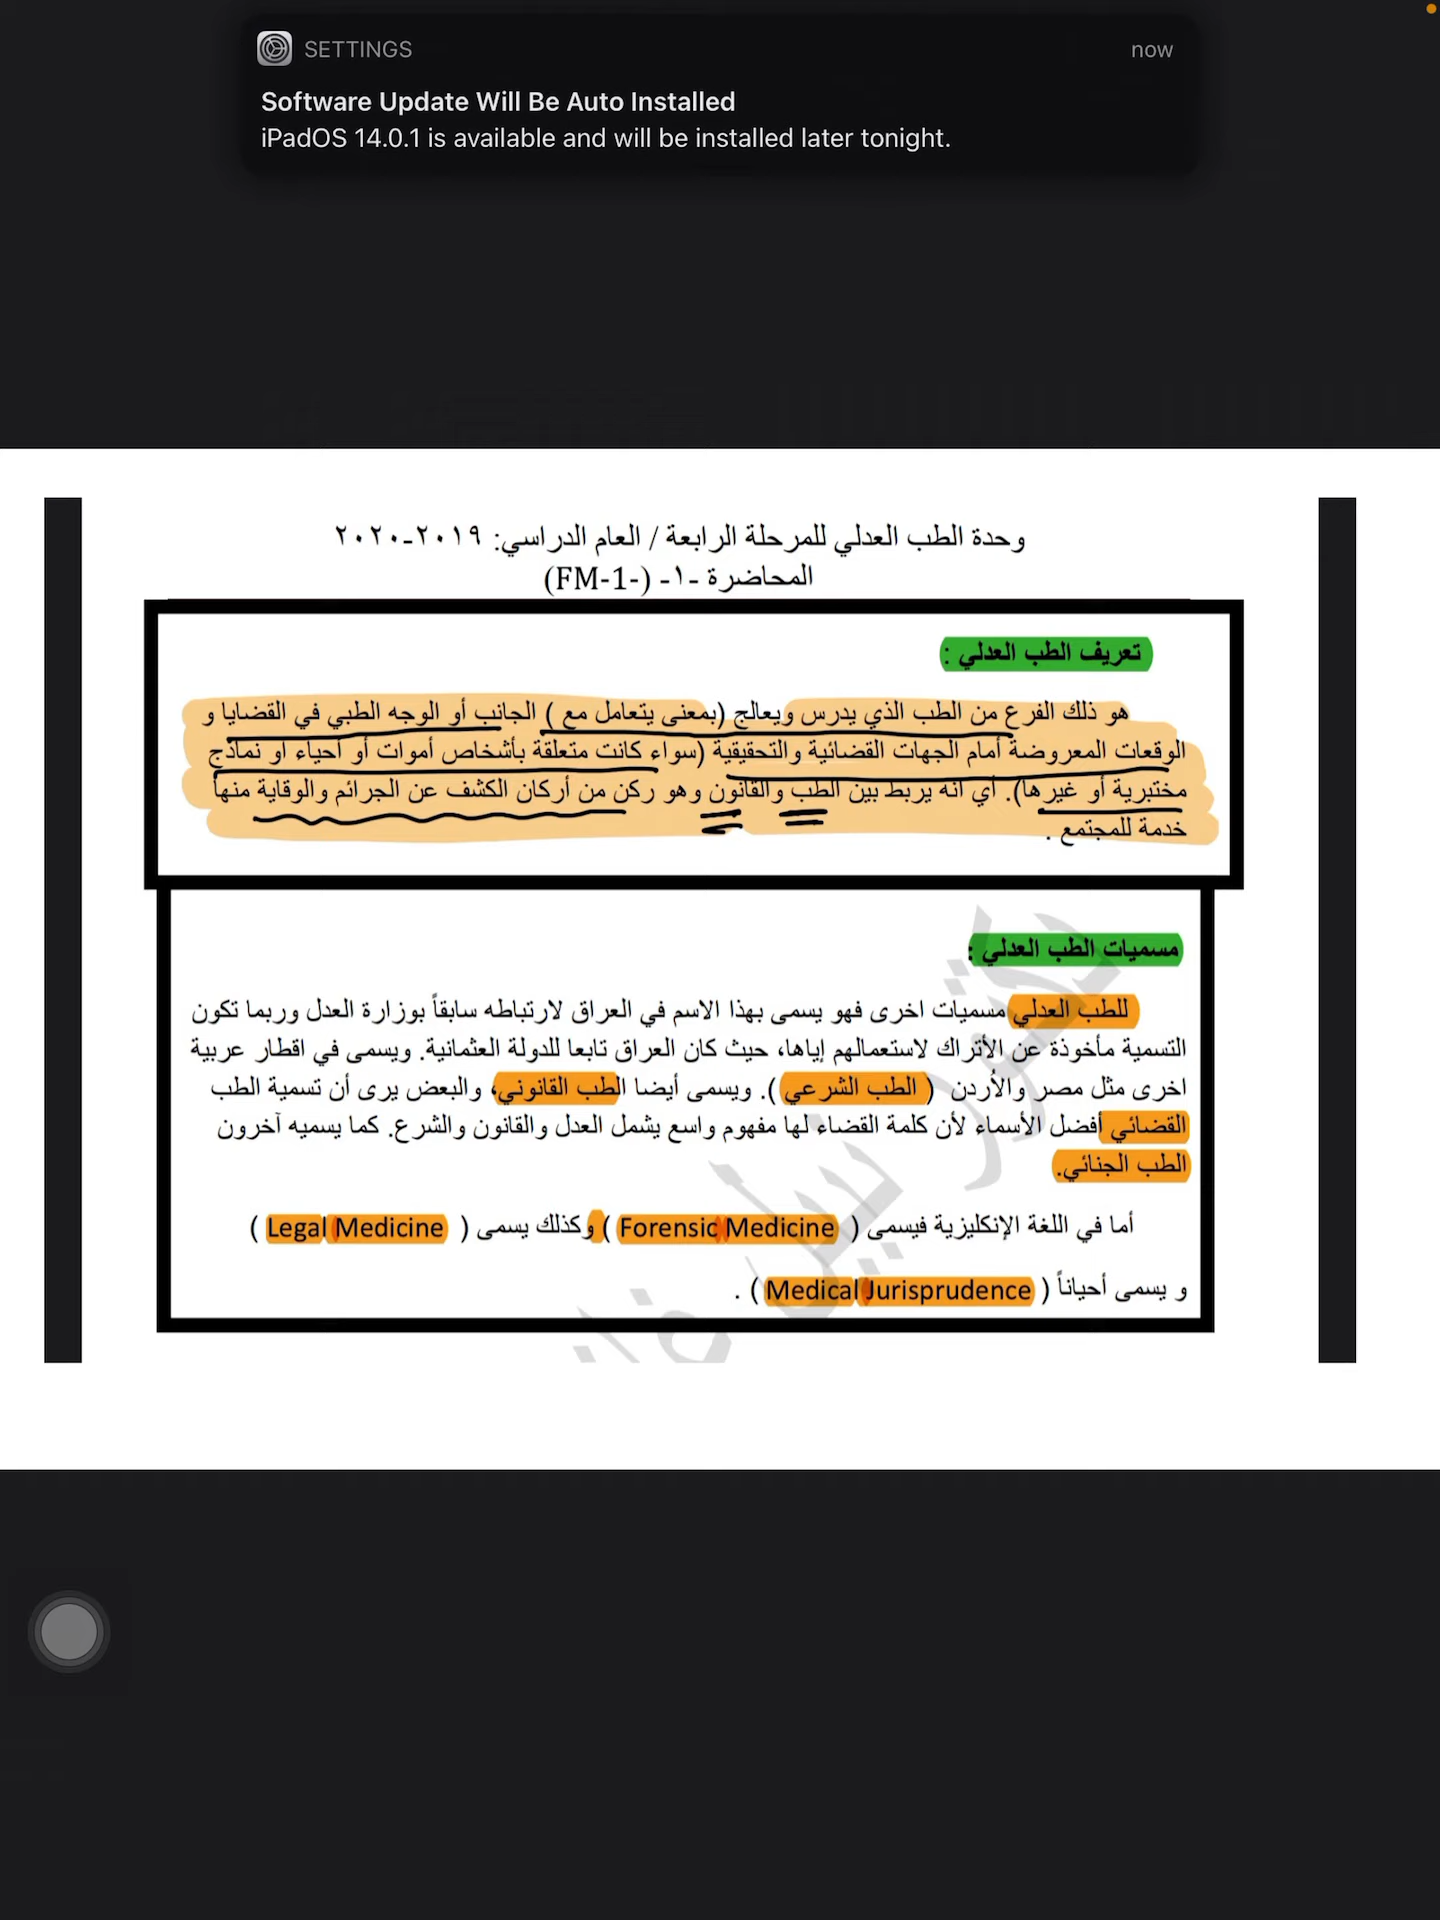 SETTINGS
now
Software Update Will Be Auto Installed
iPadOS 14.0.1 is available and will be installed later tonight.
وحدة الطب العدلي للمرحلة الرابعة / العام الدراسي: ٢٠١٩-٢٠٢٠
المحاضرة -١- (FM-1-)
تعريف الطب العدلي :
هو ذلك الفرع من الطب الذي يدرس ويعالج (بمعنى يتعامل مع ) الجانب أو الوجه الطبي في القضايا و
الوقعات المعروضة أمام الجهات القضائية والتحقيقية (سواء كانت متعلقة بأشخاص أموات أو أحياء او نماذج
مختبرية أو غيرها). أي انه يربط بين الطب والقانون وهو ركن من أركان الكشف عن الجرائم والوقاية منها
خدمة للمجتمع .
مسميات الطب العدلي :
للطب العدلي مسميات اخرى فهو يسمى بهذا الاسم في العراق لارتباطه سابقاً بوزارة العدل وربما تكون
التسمية مأخوذة عن الأتراك لاستعمالهم إياها، حيث كان العراق تابعا للدولة العثمانية. ويسمى في اقطار عربية
اخرى مثل مصر والأردن ( الطب الشرعي ). ويسمى أيضا الطب القانوني، والبعض يرى أن تسمية الطب
القضائي أفضل الأسماء لأن كلمة القضاء لها مفهوم واسع يشمل العدل والقانون والشرع. كما يسميه آخرون
الطب الجنائي.
أما في اللغة الإنكليزية فيسمى ( Forensic Medicine ) وكذلك يسمى ( Legal Medicine )
و يسمى أحياناً ( Medical Jurisprudence ) .